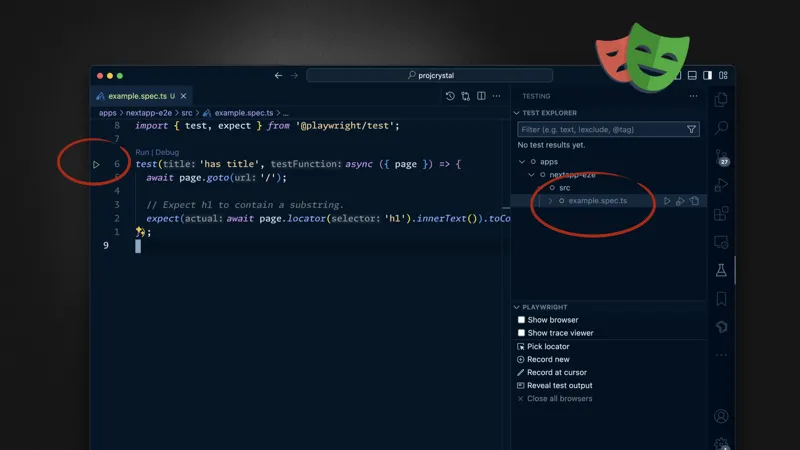 projcrystal
example.spec.ts U
apps > nextapp-e2e > src > example.spec.ts > ...
8 import { test, expect } from '@playwright/test';
7
Run | Debug
6 test(title: 'has title', testFunction: async ({ page }) => {
5 await page.goto(url: '/');
4
3 // Expect h1 to contain a substring.
2 expect(actual: await page.locator(selector: 'h1').innerText()).toCo
1 });
9
TESTING
TEST EXPLORER
Filter (e.g. text, !exclude, @tag)
No test results yet.
apps
nextapp-e2e
src
example.spec.ts
27
PLAYWRIGHT
Show browser
Show trace viewer
Pick locator
Record new
Record at cursor
Reveal test output
Close all browsers